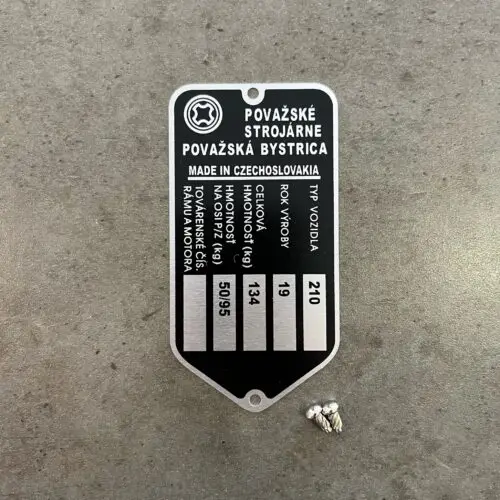 POVAŽSKÉ
STROJÁRNE
POVAŽSKÁ BYSTRICA
MADE IN CZECHOSLOVAKIA
TYP VOZIDLA
210
ROK VÝROBY
19
CELKOVÁ
HMOTNOSŤ (kg)
134
HMOTNOSŤ
NA OSI P/Z (kg)
50/95
TOVÁRENSKÉ ČÍS.
RÁMU A MOTORA